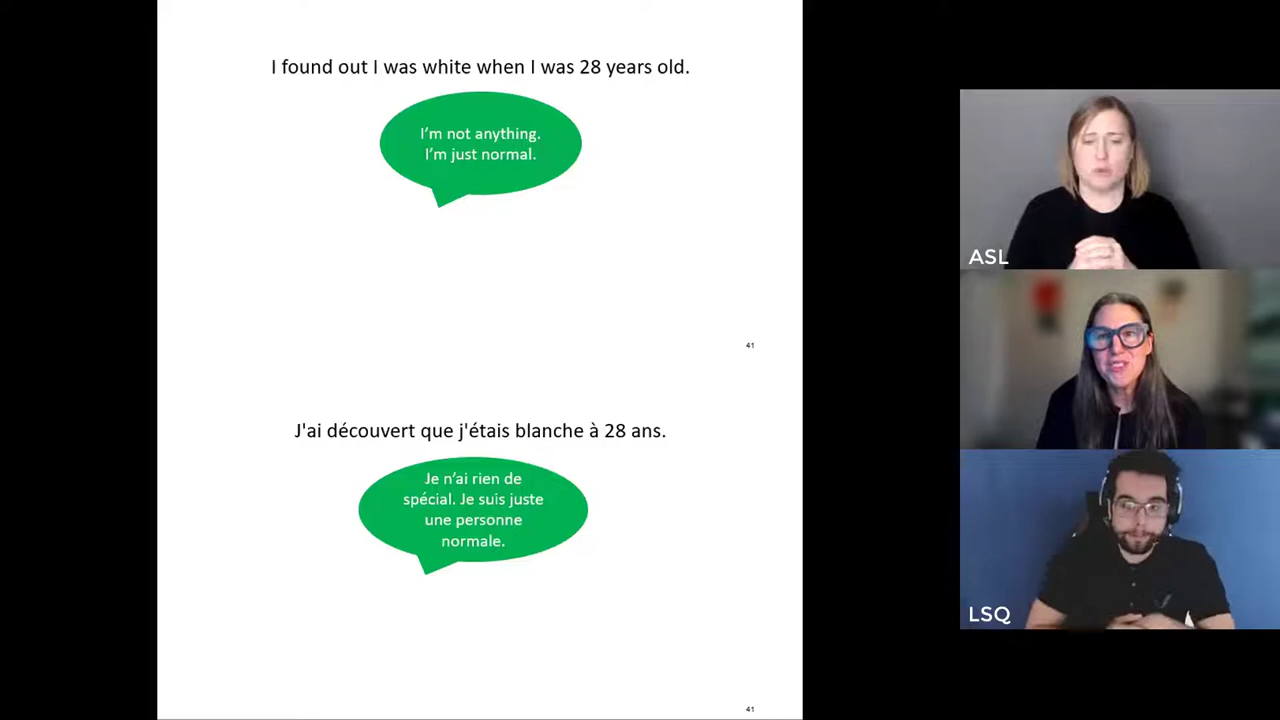 I found out I was white when I was 28 years old.
I'm not anything.
I'm just normal.
41
J'ai découvert que j'étais blanche à 28 ans.
Je n'ai rien de
spécial. Je suis juste
une personne
normale.
41
ASL
LSQ